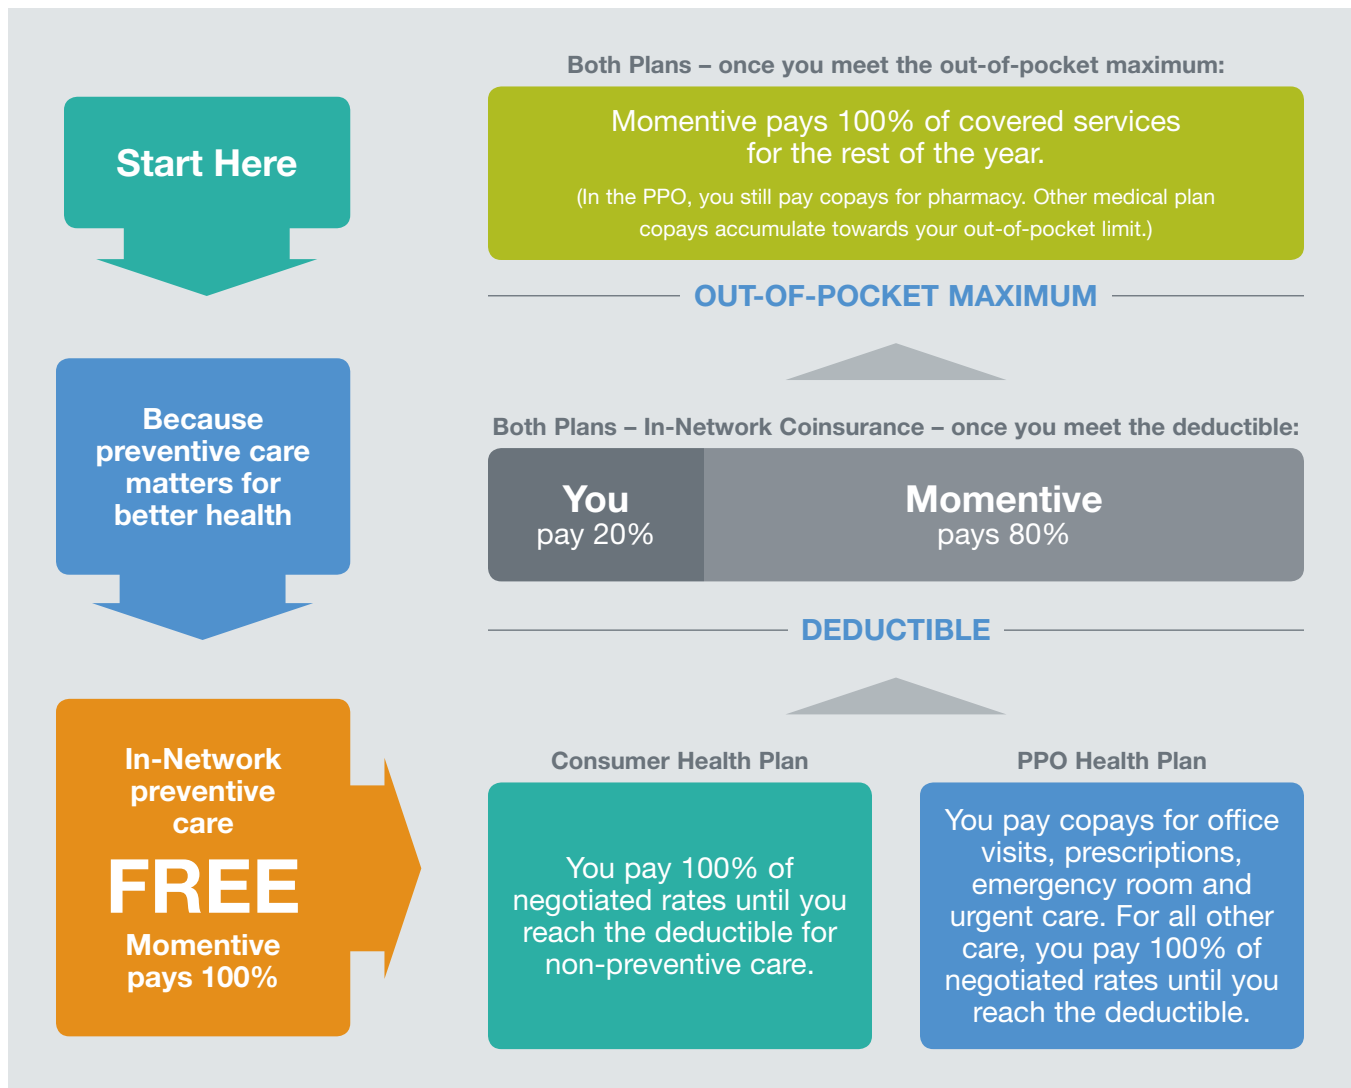 Start Here
Because
preventive care
matters for
better health
In-Network
preventive
care
FREE
Momentive
pays 100%
Both Plans – once you meet the out-of-pocket maximum:
Momentive pays 100% of covered services
for the rest of the year.
(In the PPO, you still pay copays for pharmacy. Other medical plan
copays accumulate towards your out-of-pocket limit.)
OUT-OF-POCKET MAXIMUM
Both Plans – In-Network Coinsurance – once you meet the deductible:
You
pay 20%
Momentive
pays 80%
DEDUCTIBLE
Consumer Health Plan
You pay 100% of
negotiated rates until you
reach the deductible for
non-preventive care.
PPO Health Plan
You pay copays for office
visits, prescriptions,
emergency room and
urgent care. For all other
care, you pay 100% of
negotiated rates until you
reach the deductible.